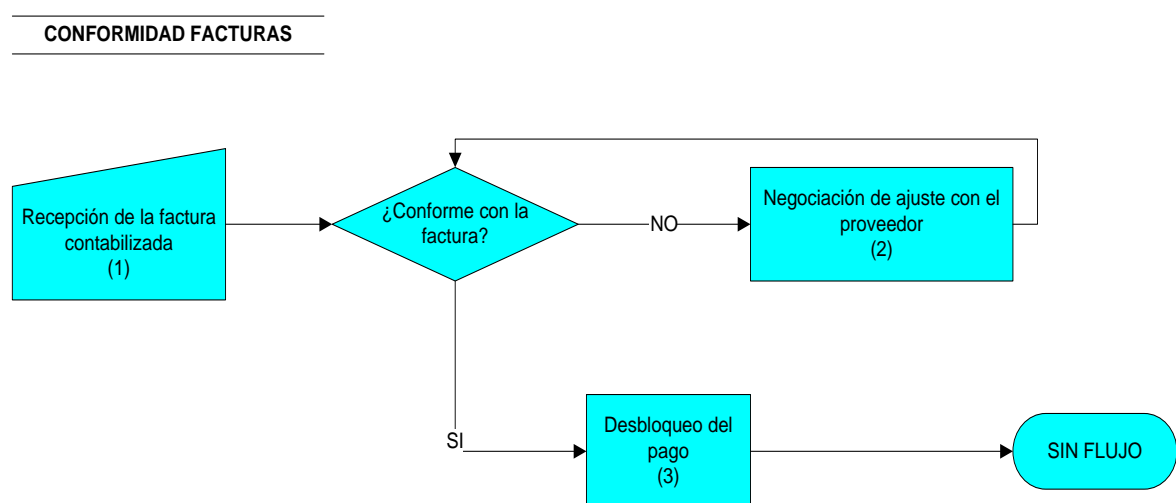 CONFORMIDAD FACTURAS
Recepción de la factura
contabilizada
(1)
¿Conforme con la
factura?
NO
Negociación de ajuste con el
proveedor
(2)
SI
Desbloqueo del
pago
(3)
SIN FLUJO